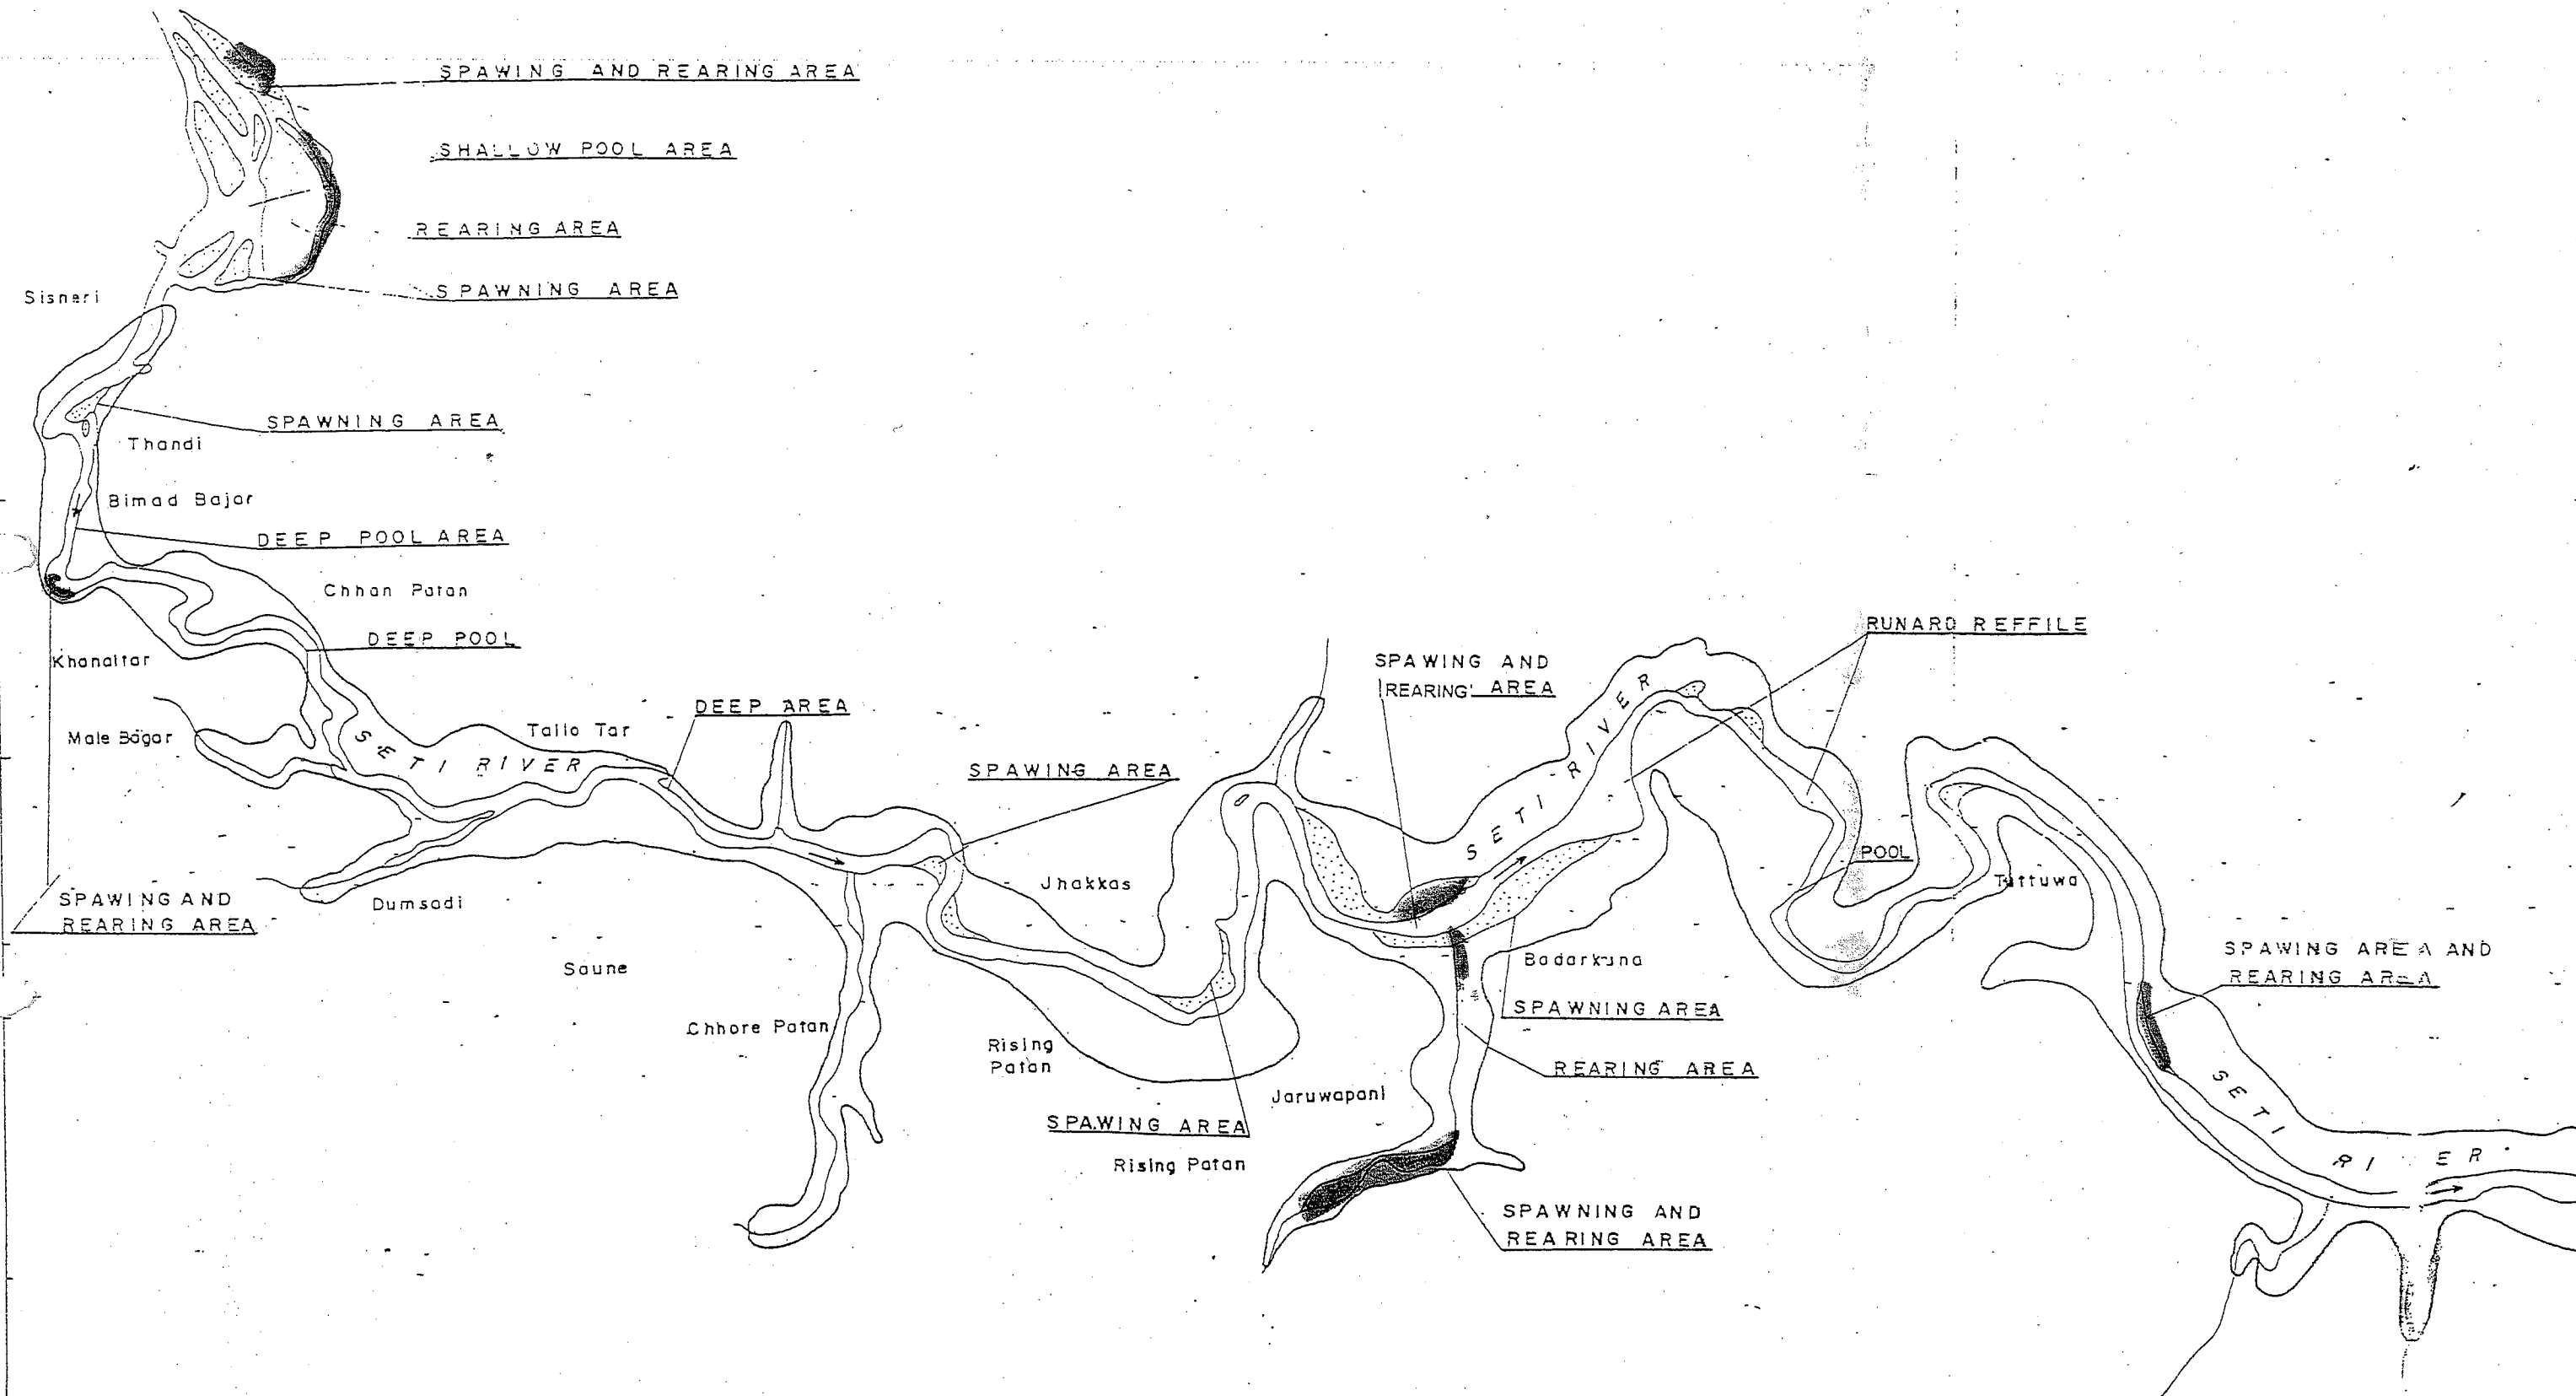 SPAWING AND REARING AREA
SHALLOW POOL AREA
REARING AREA
SPAWNING AREA
Sisneri
SPAWNING AREA
Thandi
Bimad Bajar
DEEP POOL AREA
Chhan Patan
DEEP POOL
Khanaltar
Male Bagar
SETI RIVER
Tallo Tar
DEEP AREA
SPAWING AREA
SPAWING AND
REARING AREA
SETI RIVER
RUNARD REFFILE
POOL
Tuttuwa
Jhakkas
SPAWING AND
REARING AREA
Dumsadi
Saune
Badarkuna
SPAWING AREA AND
REARING AREA
Chhore Patan
Rising
Patan
SPAWNING AREA
REARING AREA
Jaruwapani
SPAWING AREA
Rising Patan
SETI RI ER
SPAWNING AND
REARING AREA